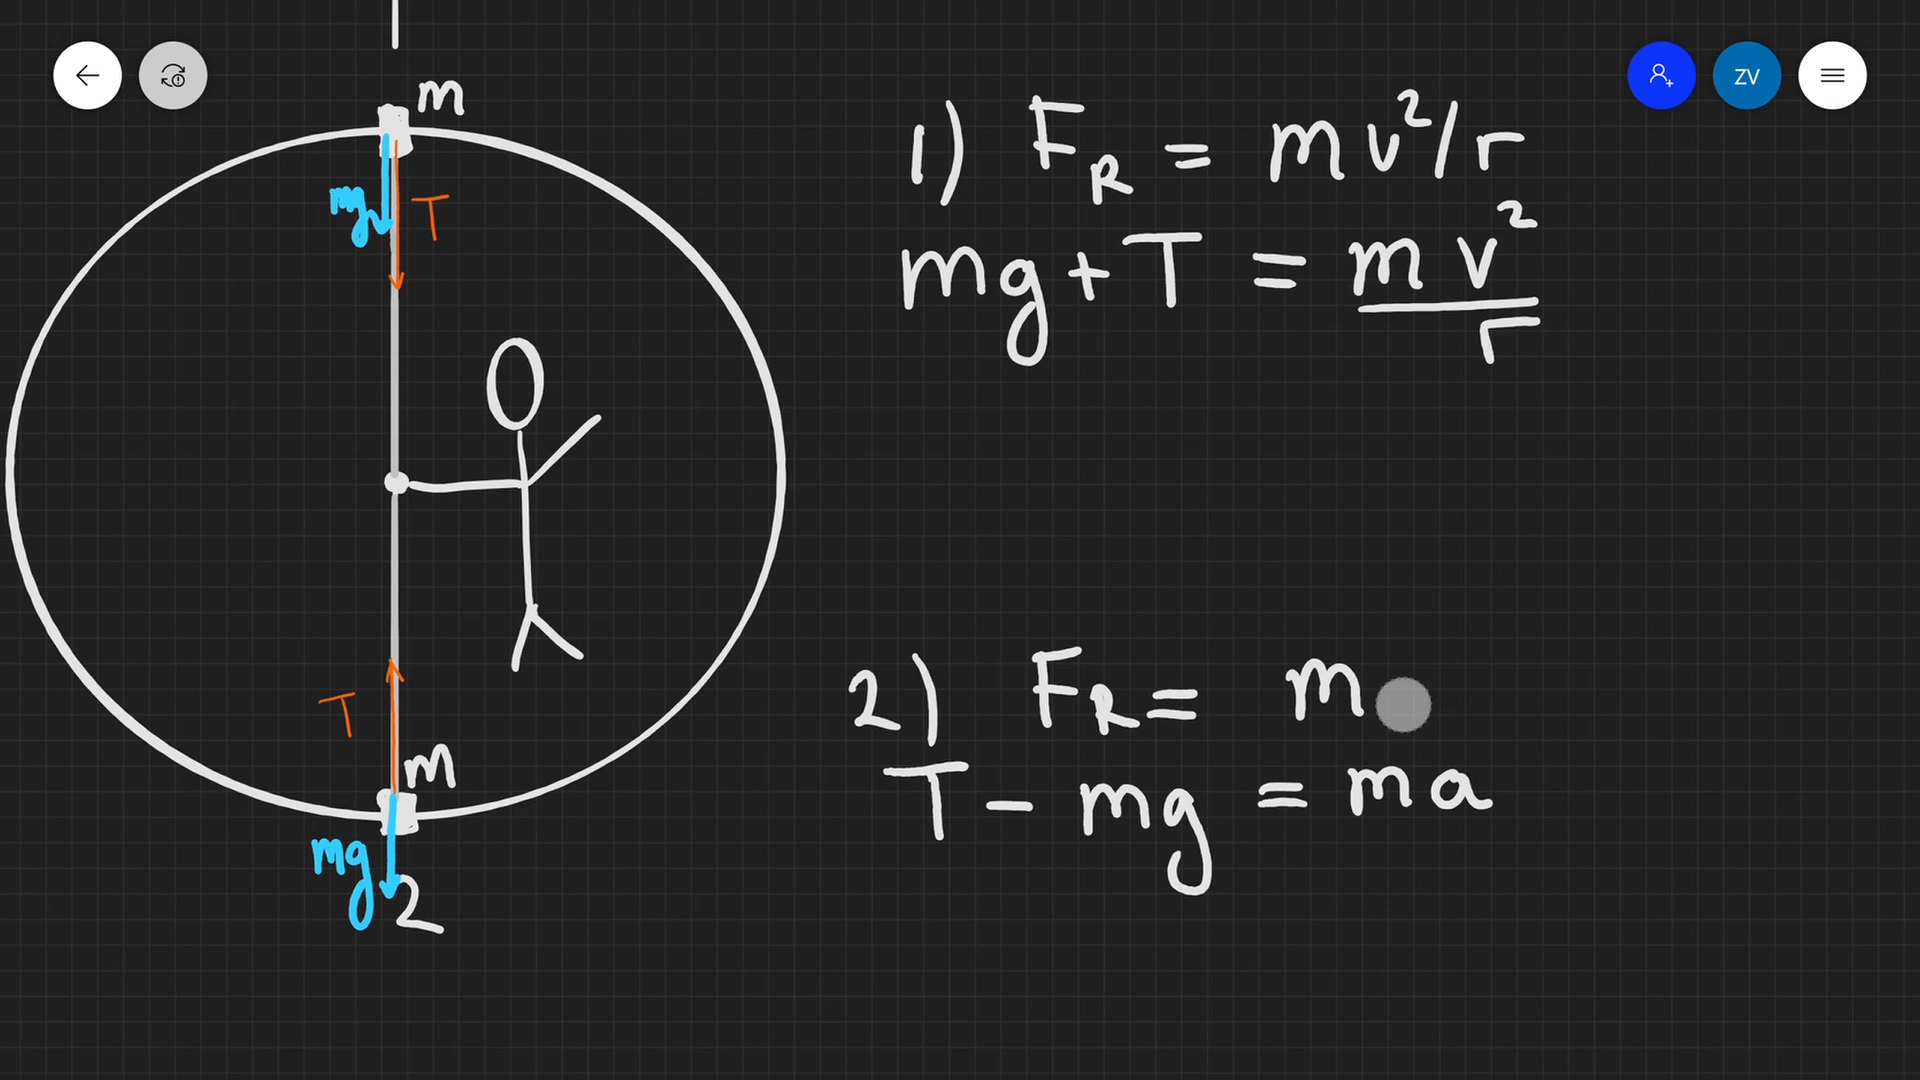 m
mg T
T
m
mg
2
1) F_R = mv²/r
mg + T = mv²/r
2) F_R = m
T - mg = ma
ZV